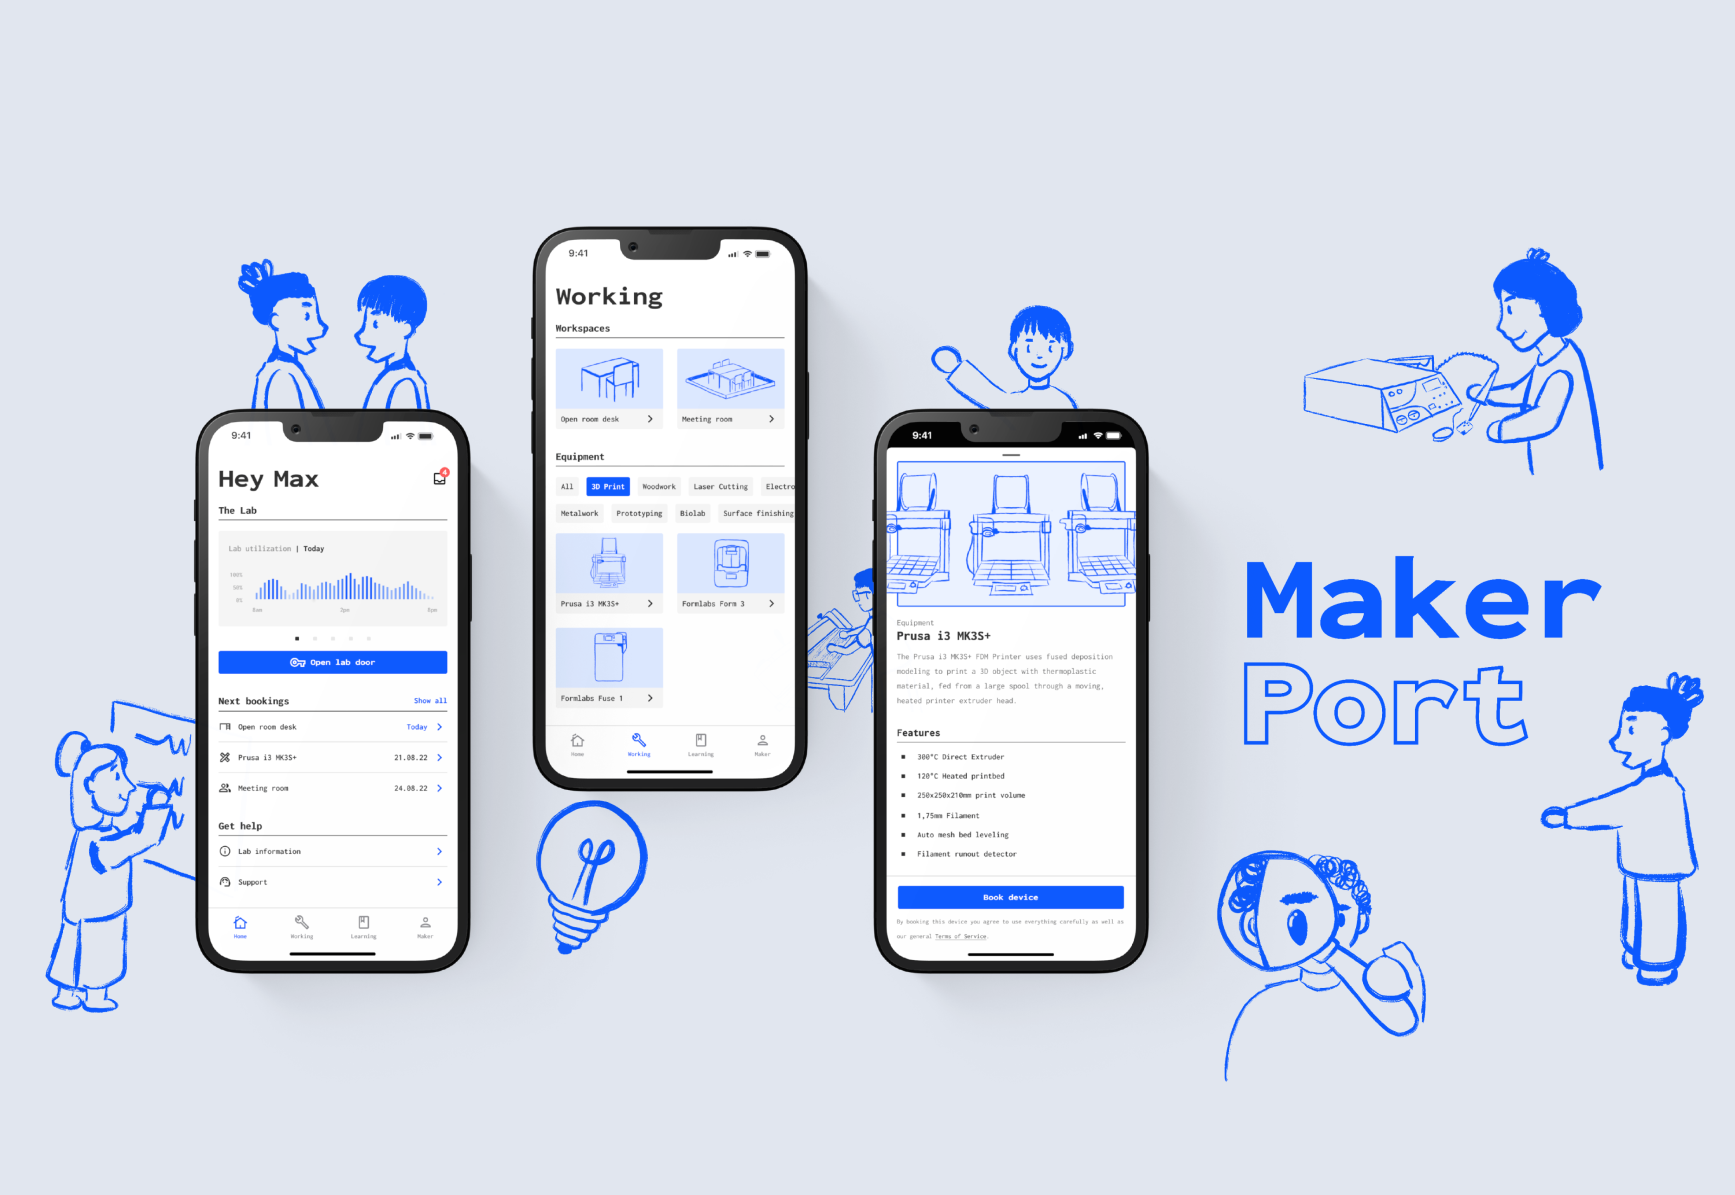 9:41
Hey Max
4
The Lab
Lab utilization | Today
100%
50%
0%
8am 2pm 8pm
Open lab door
Next bookings Show all
Open room desk Today
Prusa i3 MK3S+ 21.08.22
Meeting room 24.08.22
Get help
Lab information
Support
Home Working Learning Maker
9:41
Working
Workspaces
Open room desk Meeting room
Equipment
All 3D Print Woodwork Laser Cutting Electro
Metalwork Prototyping Biolab Surface finishing
Prusa i3 MK3S+ Formlabs Form 3
Formlabs Fuse 1
Home Working Learning Maker
9:41
Equipment
Prusa i3 MK3S+
The Prusa i3 MK3S+ FDM Printer uses fused deposition
modeling to print a 3D object with thermoplastic
material, fed from a large spool through a moving,
heated printer extruder head.
Features
300°C Direct Extruder
120°C Heated printbed
250x250x210mm print volume
1,75mm Filament
Auto mesh bed leveling
Filament runout detector
Book device
By booking this device you agree to use everything carefully as well as
our general Terms of Service.
Maker
Port